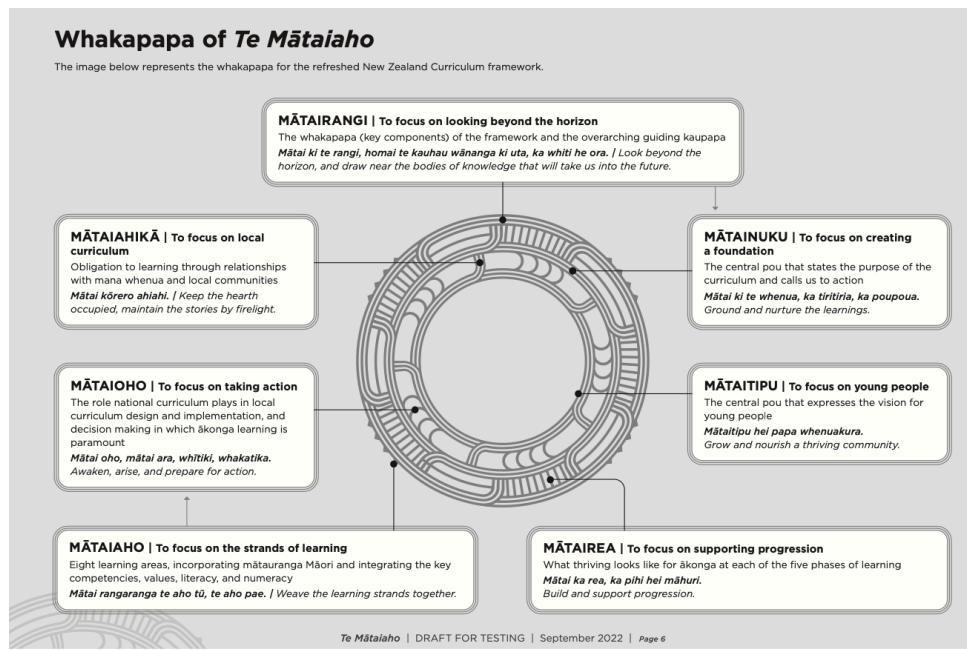 Whakapapa of Te Mātaiaho
The image below represents the whakapapa for the refreshed New Zealand Curriculum framework.
MĀTAIRANGI | To focus on looking beyond the horizon
The whakapapa (key components) of the framework and the overarching guiding kaupapa
Mātai ki te rangi, homai te kauhau wānanga ki uta, ka whiti he ora. | Look beyond the
horizon, and draw near the bodies of knowledge that will take us into the future.
MĀTAIAHIKĀ | To focus on local
curriculum
Obligation to learning through relationships
with mana whenua and local communities
Mātai kōrero ahiahi. | Keep the hearth
occupied, maintain the stories by firelight.
MĀTAINUKU | To focus on creating
a foundation
The central pou that states the purpose of the
curriculum and calls us to action
Mātai ki te whenua, ka tiritiria, ka poupoua.
Ground and nurture the learnings.
MĀTAIOHO | To focus on taking action
The role national curriculum plays in local
curriculum design and implementation, and
decision making in which ākonga learning is
paramount
Mātai oho, mātai ara, whītiki, whakatika.
Awaken, arise, and prepare for action.
MĀTAITIPU | To focus on young people
The central pou that expresses the vision for
young people
Mātaitipu hei papa whenuakura.
Grow and nourish a thriving community.
MĀTAIAHO | To focus on the strands of learning
Eight learning areas, incorporating mātauranga Māori and integrating the key
competencies, values, literacy, and numeracy
Mātai rangaranga te aho tū, te aho pae. | Weave the learning strands together.
MĀTAIREA | To focus on supporting progression
What thriving looks like for ākonga at each of the five phases of learning
Mātai ka rea, ka pihi hei māhuri.
Build and support progression.
Te Mātaiaho | DRAFT FOR TESTING | September 2022 | Page 6